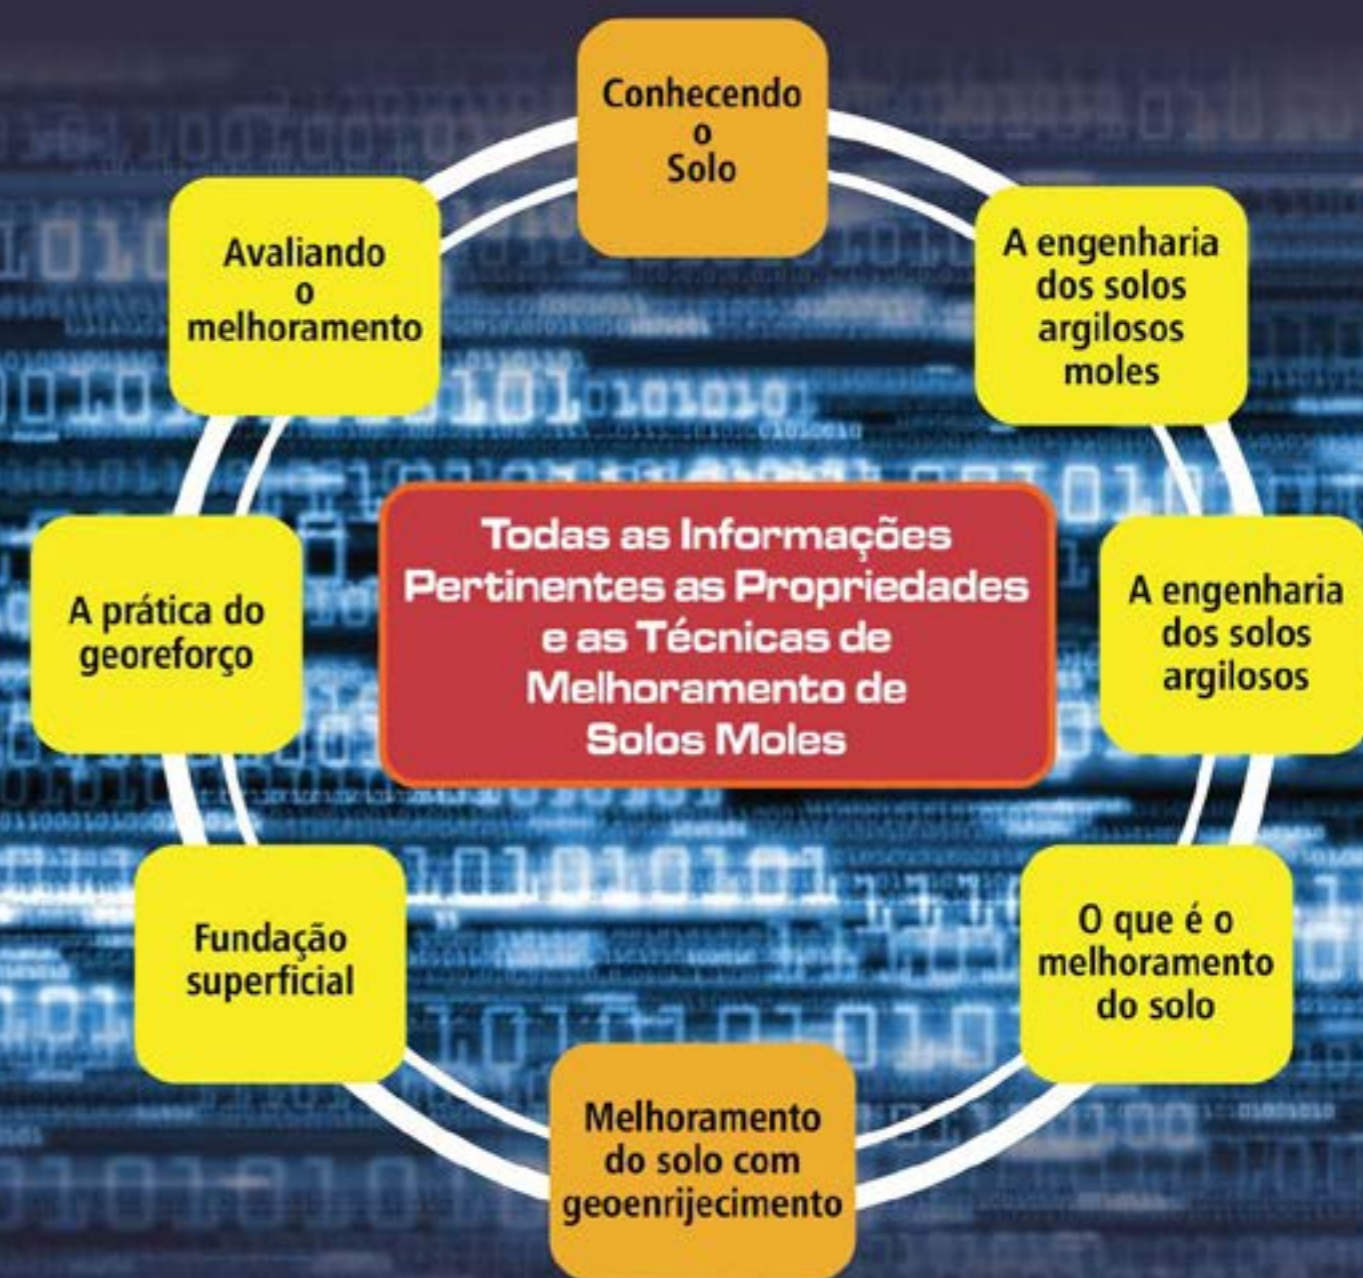 Conhecendo
o
Solo
A engenharia
dos solos
argilosos
moles
A engenharia
dos solos
argilosos
O que é o
melhoramento
do solo
Melhoramento
do solo com
geoenrijecimento
Fundação
superficial
A prática do
georeforço
Avaliando
o
melhoramento
Todas as Informações
Pertinentes as Propriedades
e as Técnicas de
Melhoramento de
Solos Moles